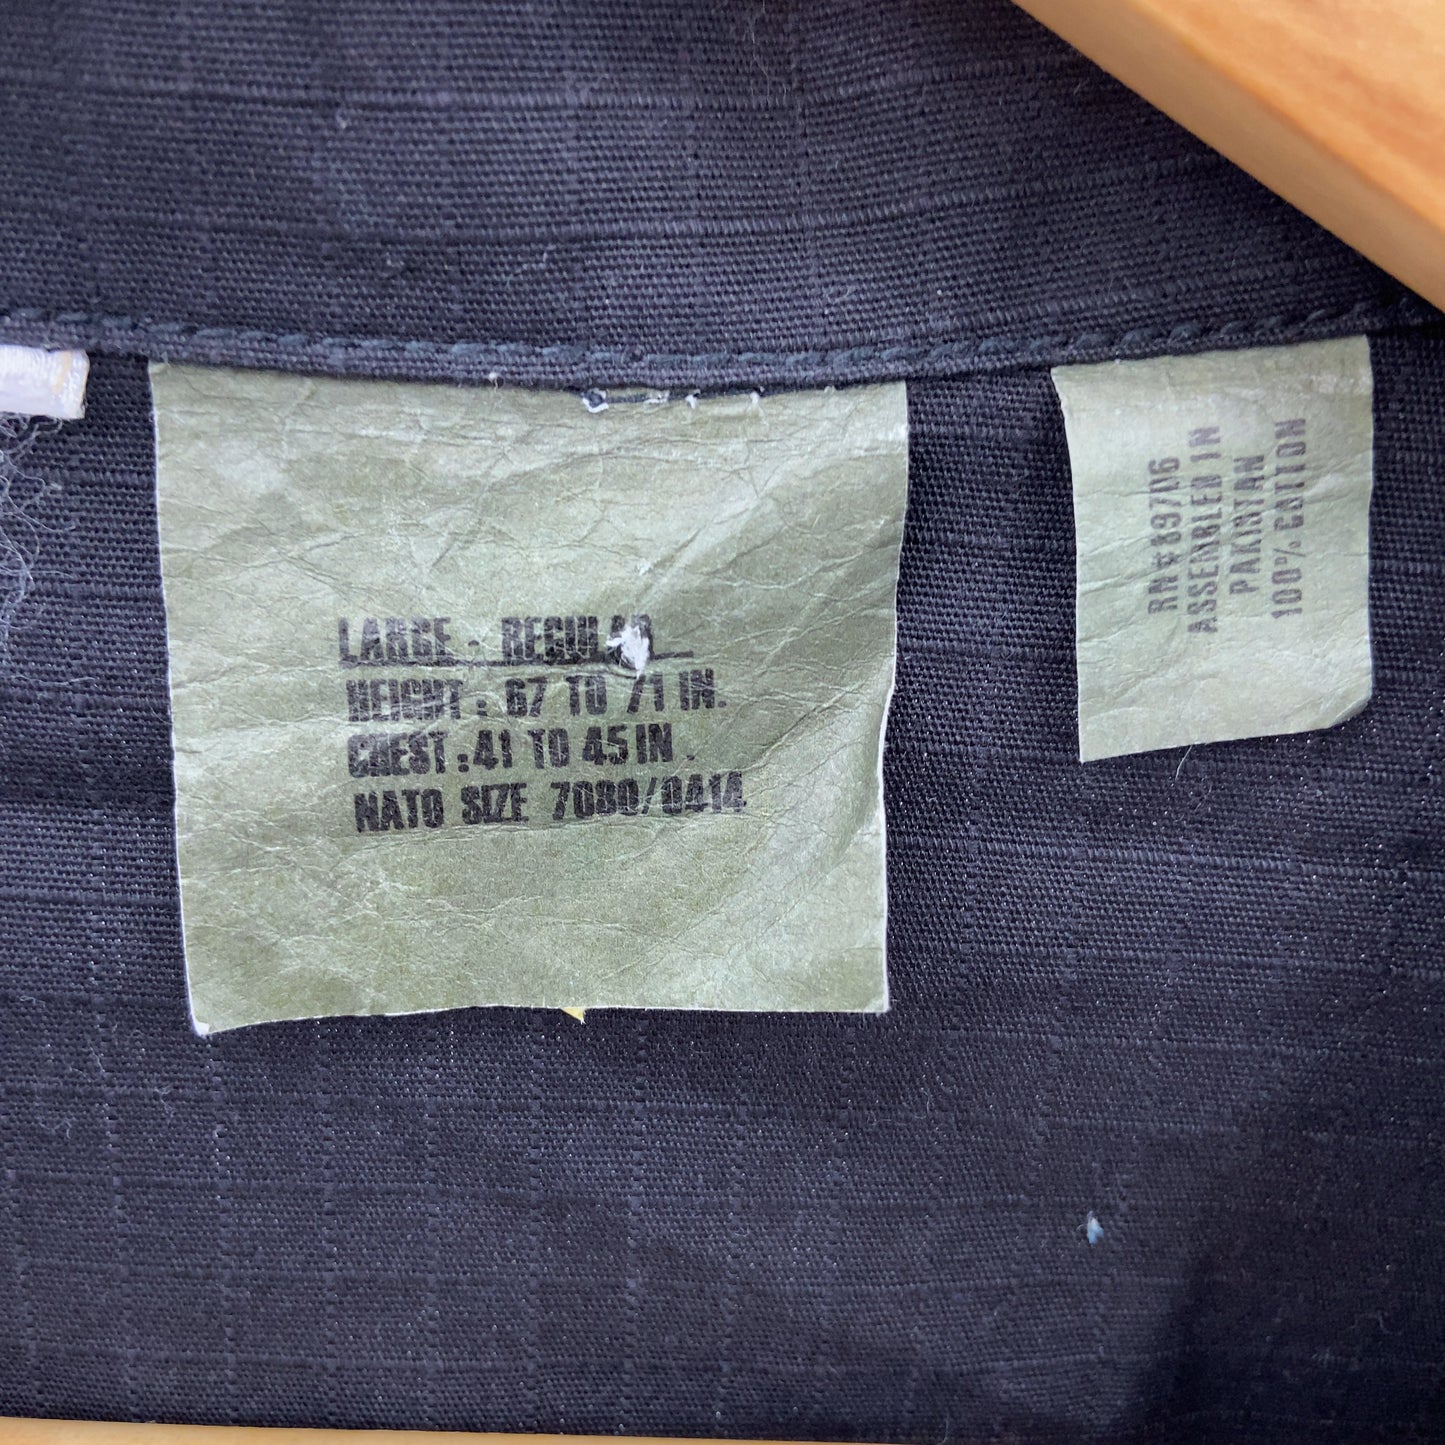 LARGE - REGULAR
HEIGHT : 67 TO 71 IN.
CHEST : 41 TO 45 IN .
NATO SIZE 7080/0414
RN# 89706
ASSEMBLED IN
PAKISTAN
100% COTTON